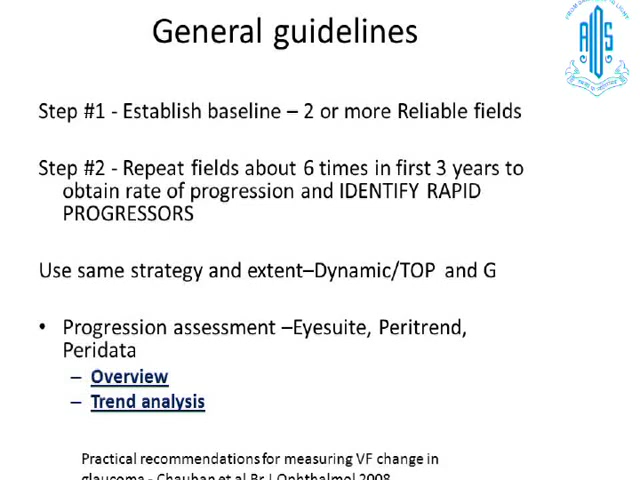 General guidelines
AIOS
Step #1 - Establish baseline – 2 or more Reliable fields
Step #2 - Repeat fields about 6 times in first 3 years to
obtain rate of progression and IDENTIFY RAPID
PROGRESSORS
Use same strategy and extent–Dynamic/TOP and G
• Progression assessment –Eyesuite, Peritrend,
Peridata
– Overview
– Trend analysis
Practical recommendations for measuring VF change in
glaucoma - Chauhan et al Br J Ophthalmol 2008